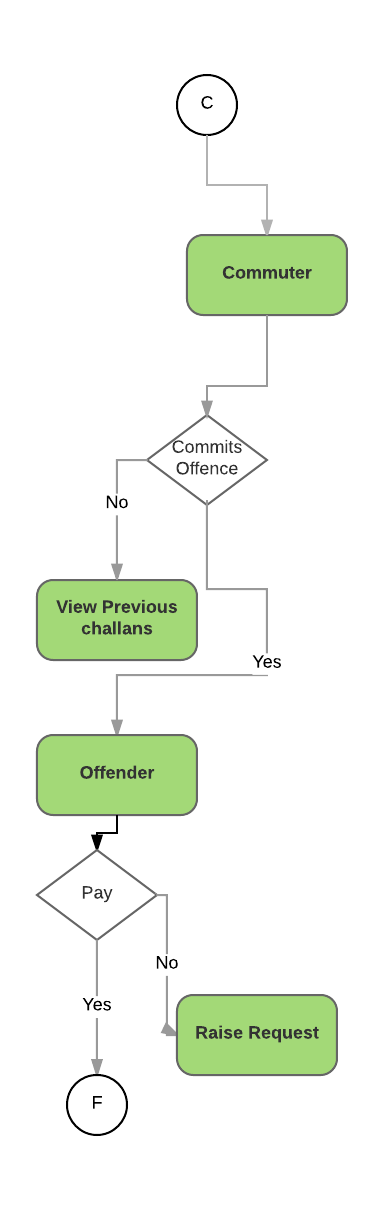 C
Commuter
Commits
Offence
No
View Previous
challans
Yes
Offender
Pay
No
Yes
Raise Request
F